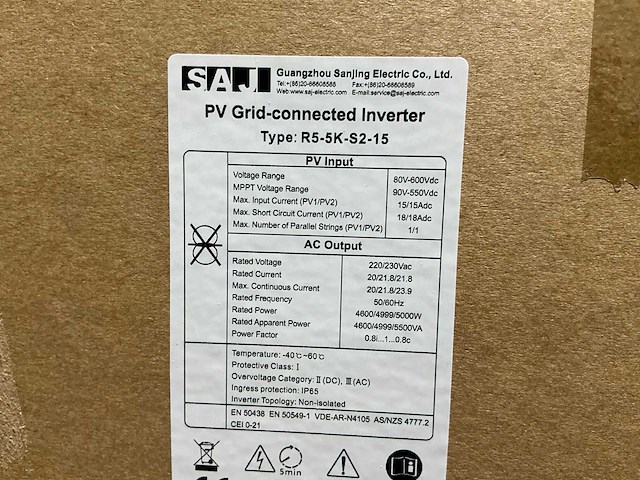 SAJ
Guangzhou Sanjing Electric Co., Ltd.
Tel:+(86)20-66608588 Fax:+(86)20-66608589
Web:www.saj-electric.com E-mail:service@saj-electric.com
PV Grid-connected Inverter
Type: R5-5K-S2-15
PV Input
Voltage Range 80V-600Vdc
MPPT Voltage Range 90V-550Vdc
Max. Input Current (PV1/PV2) 15/15Adc
Max. Short Circuit Current (PV1/PV2) 18/18Adc
Max. Number of Parallel Strings (PV1/PV2) 1/1
AC Output
Rated Voltage 220/230Vac
Rated Current 20/21.8/21.8
Max. Continuous Current 20/21.8/23.9
Rated Frequency 50/60Hz
Rated Power 4600/4999/5000W
Rated Apparent Power 4600/4999/5500VA
Power Factor 0.8i...1...0.8c
Temperature: -40℃~60℃
Protective Class: Ⅰ
Overvoltage Category: Ⅱ (DC), Ⅲ (AC)
Ingress protection: IP65
Inverter Topology: Non-isolated
EN 50438 EN 50549-1 VDE-AR-N4105 AS/NZS 4777.2
CEI 0-21
5min